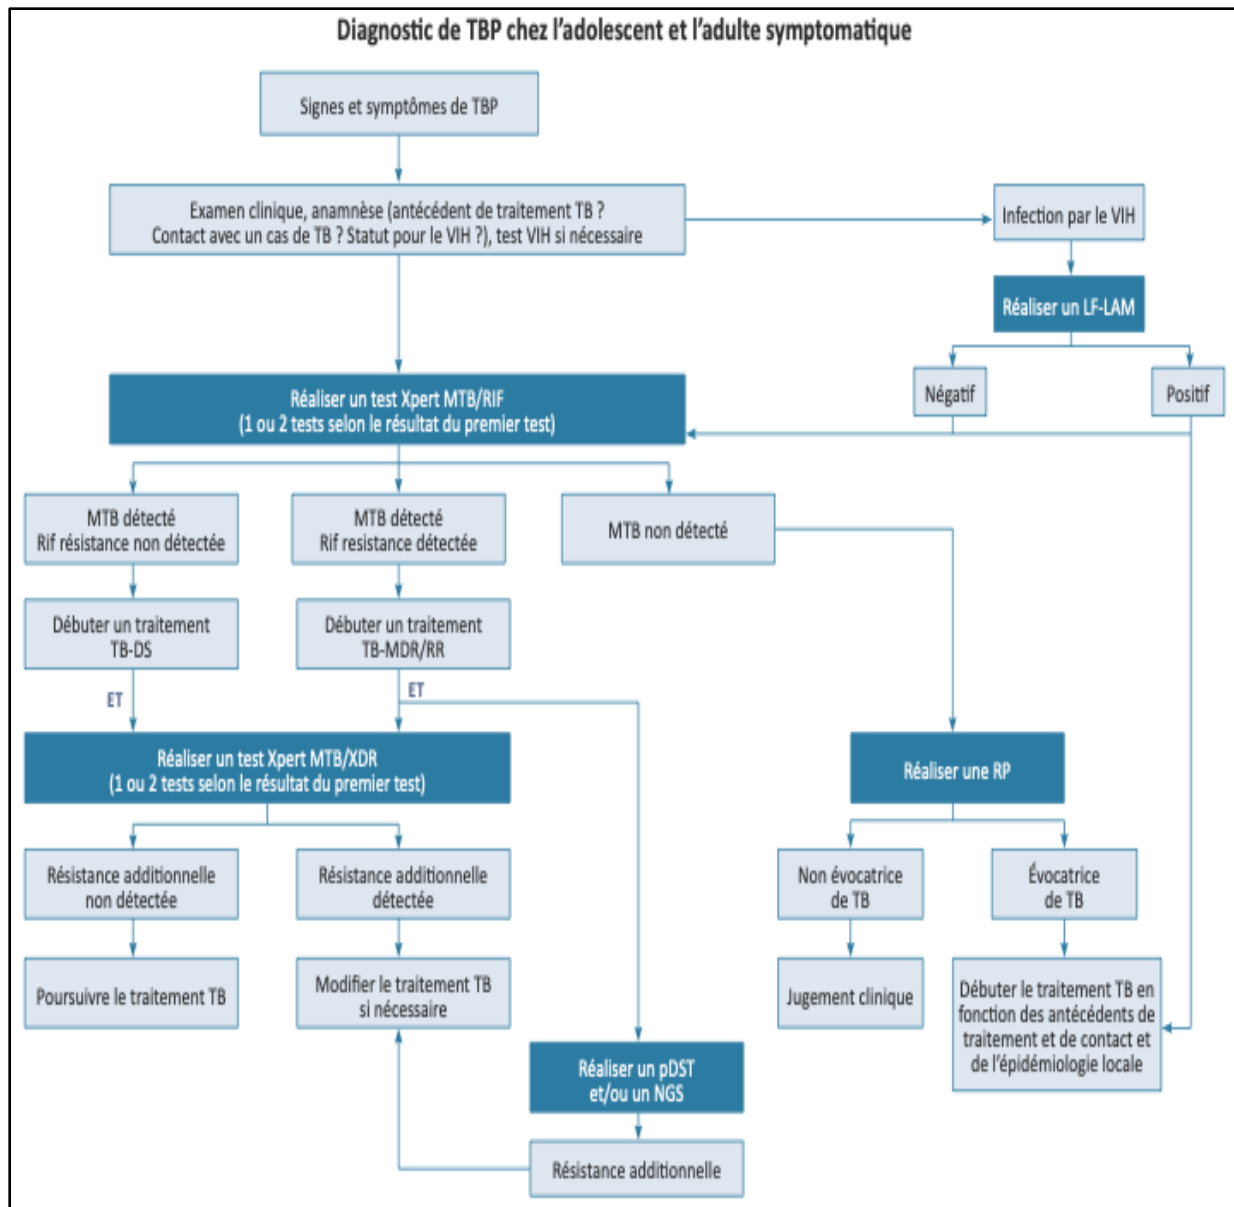 Diagnostic de TBP chez l'adolescent et l'adulte symptomatique
Signes et symptômes de TBP
Examen clinique, anamnèse (antécédent de traitement TB ?
Contact avec un cas de TB ? Statut pour le VIH ?), test VIH si nécessaire
Infection par le VIH
Réaliser un LF-LAM
Négatif
Positif
Réaliser un test Xpert MTB/RIF
(1 ou 2 tests selon le résultat du premier test)
MTB détecté
Rif résistance non détectée
MTB détecté
Rif resistance détectée
MTB non détecté
Débuter un traitement
TB-DS
Débuter un traitement
TB-MDR/RR
ET
ET
Réaliser un test Xpert MTB/XDR
(1 ou 2 tests selon le résultat du premier test)
Réaliser une RP
Résistance additionnelle
non détectée
Résistance additionnelle
détectée
Non évocatrice
de TB
Évocatrice
de TB
Poursuivre le traitement TB
Modifier le traitement TB
si nécessaire
Jugement clinique
Débuter le traitement TB en
fonction des antécédents de
traitement et de contact et
de l'épidémiologie locale
Réaliser un pDST
et/ou un NGS
Résistance additionnelle